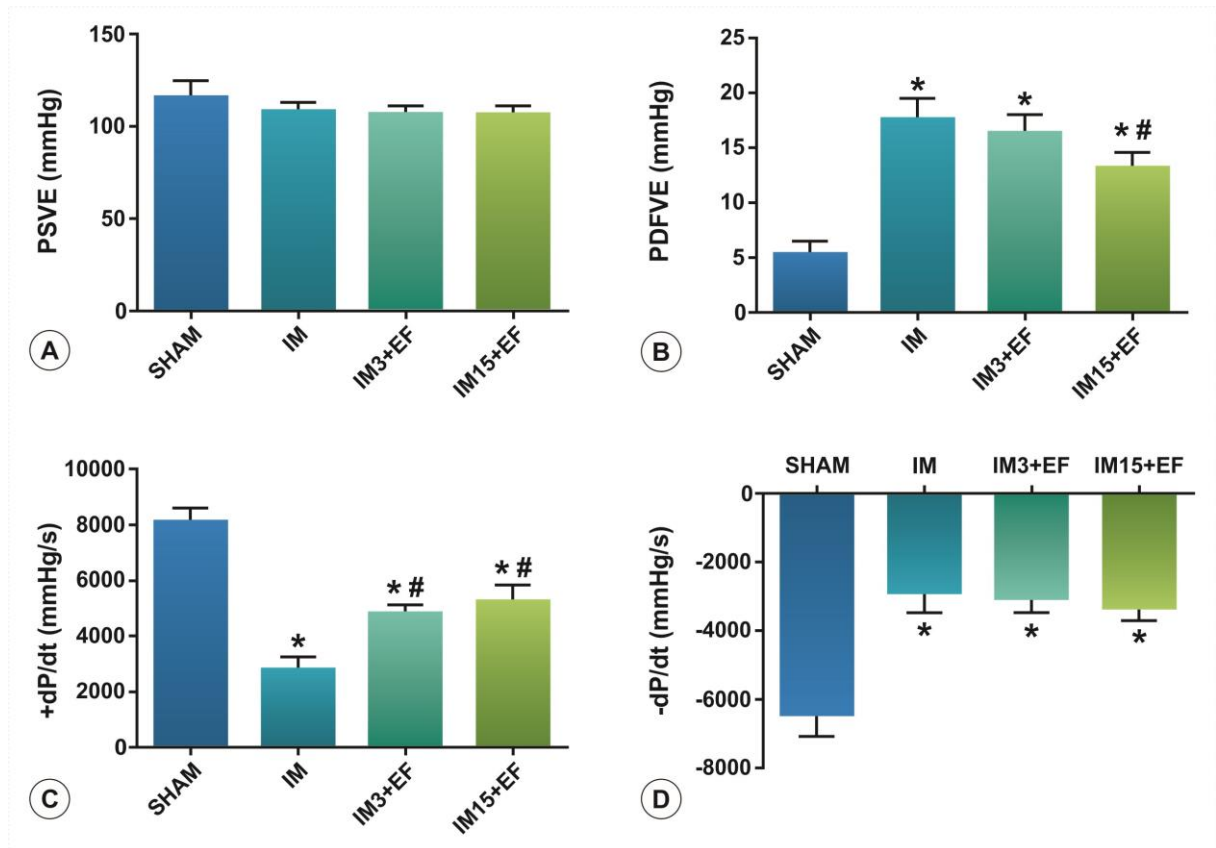 PSVE (mmHg)
150
100
50
0
SHAM
IM
IM3+EF
IM15+EF
A
PDFVE (mmHg)
25
20
15
10
5
0
*
*
* #
SHAM
IM
IM3+EF
IM15+EF
B
+dP/dt (mmHg/s)
10000
8000
6000
4000
2000
0
*
* #
* #
SHAM
IM
IM3+EF
IM15+EF
C
SHAM IM IM3+EF IM15+EF
-dP/dt (mmHg/s)
0
-2000
-4000
-6000
-8000
* * *
D